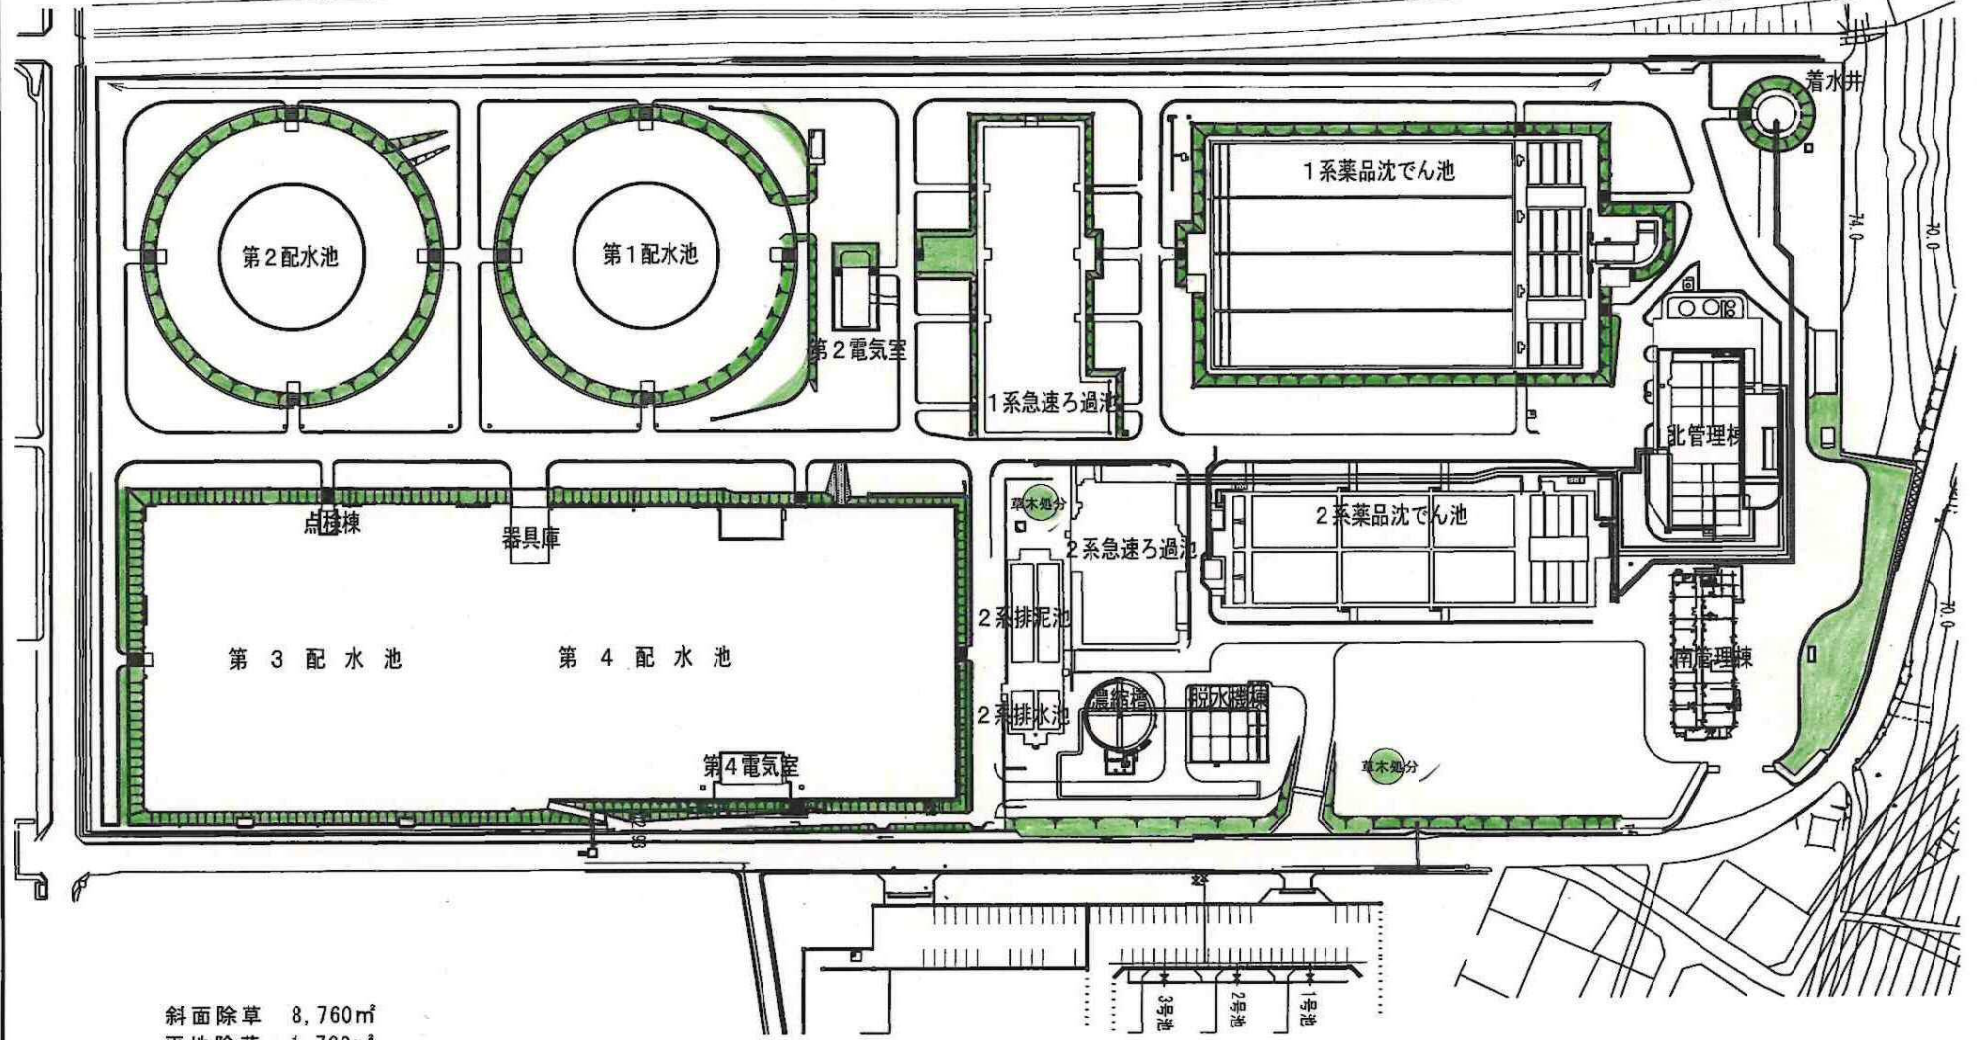 着水井
1系薬品沈でん池
74.0
70.0
第2配水池
第1配水池
第2電気室
1系急速ろ過池
北管理棟
草木処分
2系薬品沈でん池
点検棟
器具庫
2系急速ろ過池
2系排泥池
70.0
第3配水池
第4配水池
南管理棟
濃縮槽
脱水機棟
2系排水池
第4電気室
草木処分
3号池
2号池
1号池
斜面除草 8,760㎡